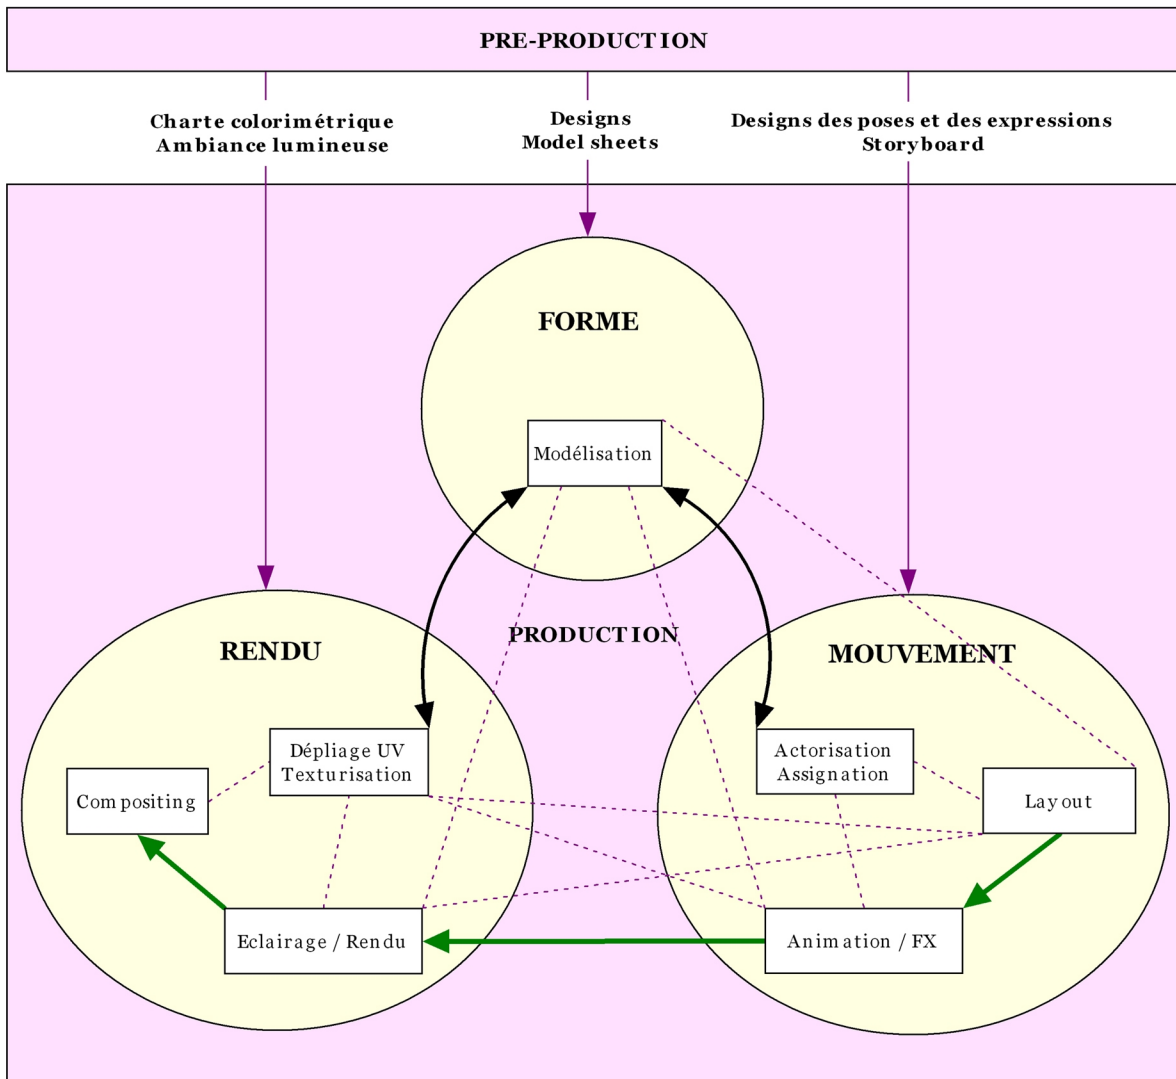 PRE-PRODUCTION
Charte colorimétrique
Ambiance lumineuse
Designs
Model sheets
Designs des poses et des expressions
Storyboard
FORME
Modélisation
PRODUCTION
RENDU
MOUVEMENT
Dépliage UV
Texturisation
Compositing
Eclairage / Rendu
Actorisation
Assignation
Layout
Animation / FX